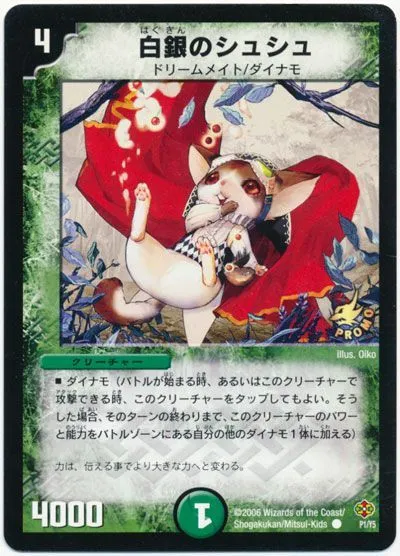 4
はくぎん
白銀のシュシュ
ドリームメイト/ダイナモ
PROMO
illus. Oiko
クリーチャー
■ ダイナモ（バトルが始まる時、あるいはこのクリーチャーで
攻撃できる時、このクリーチャーをタップしてもよい。そう
した場合、そのターンの終わりまで、このクリーチャーのパワー
と能力をバトルゾーンにある自分の他のダイナモ1体に加える）
力は、伝える事でより大きな力へと変わる。
4000
1
©2006 Wizards of the Coast/
Shogakukan/Mitsui-Kids
P1/Y5